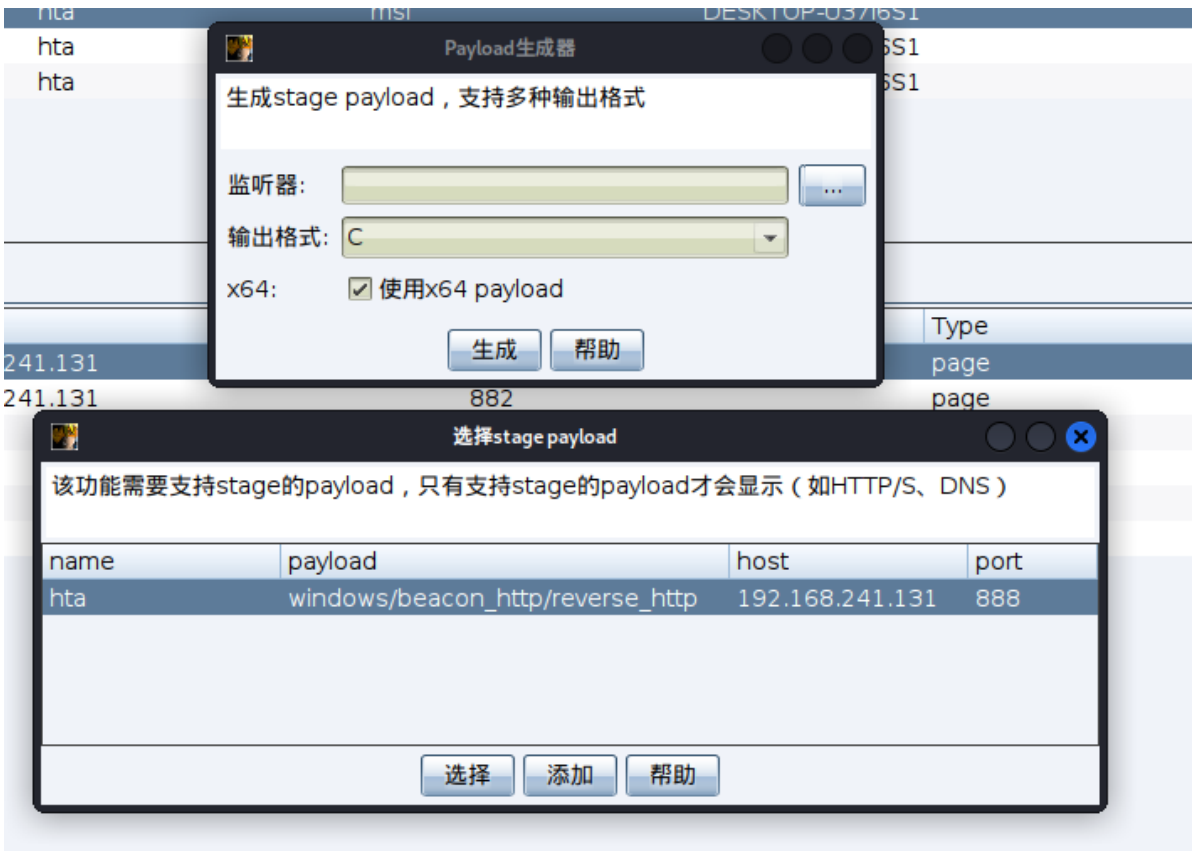 hta msf DESKTOP-U37I6S1
hta 6S1
hta 6S1
Payload生成器
生成stage payload，支持多种输出格式
监听器:
...
输出格式: C
x64: 使用x64 payload
生成 帮助
Type
241.131 page
241.131 882 page
选择stage payload
该功能需要支持stage的payload，只有支持stage的payload才会显示（如HTTP/S、DNS）
name payload host port
hta windows/beacon_http/reverse_http 192.168.241.131 888
选择 添加 帮助